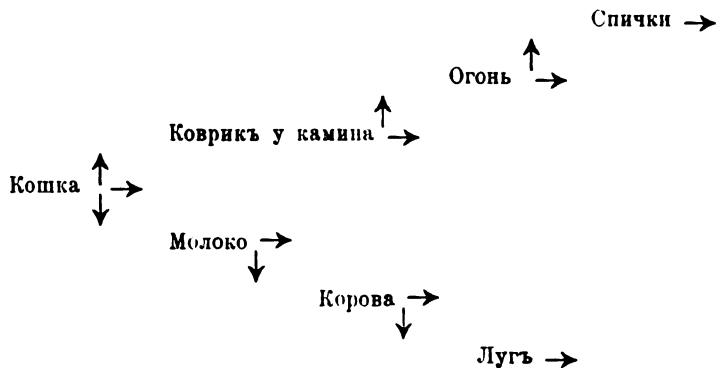 Спички
Огонь
Коврикъ у камина
Кошка
Молоко
Корова
Лугъ